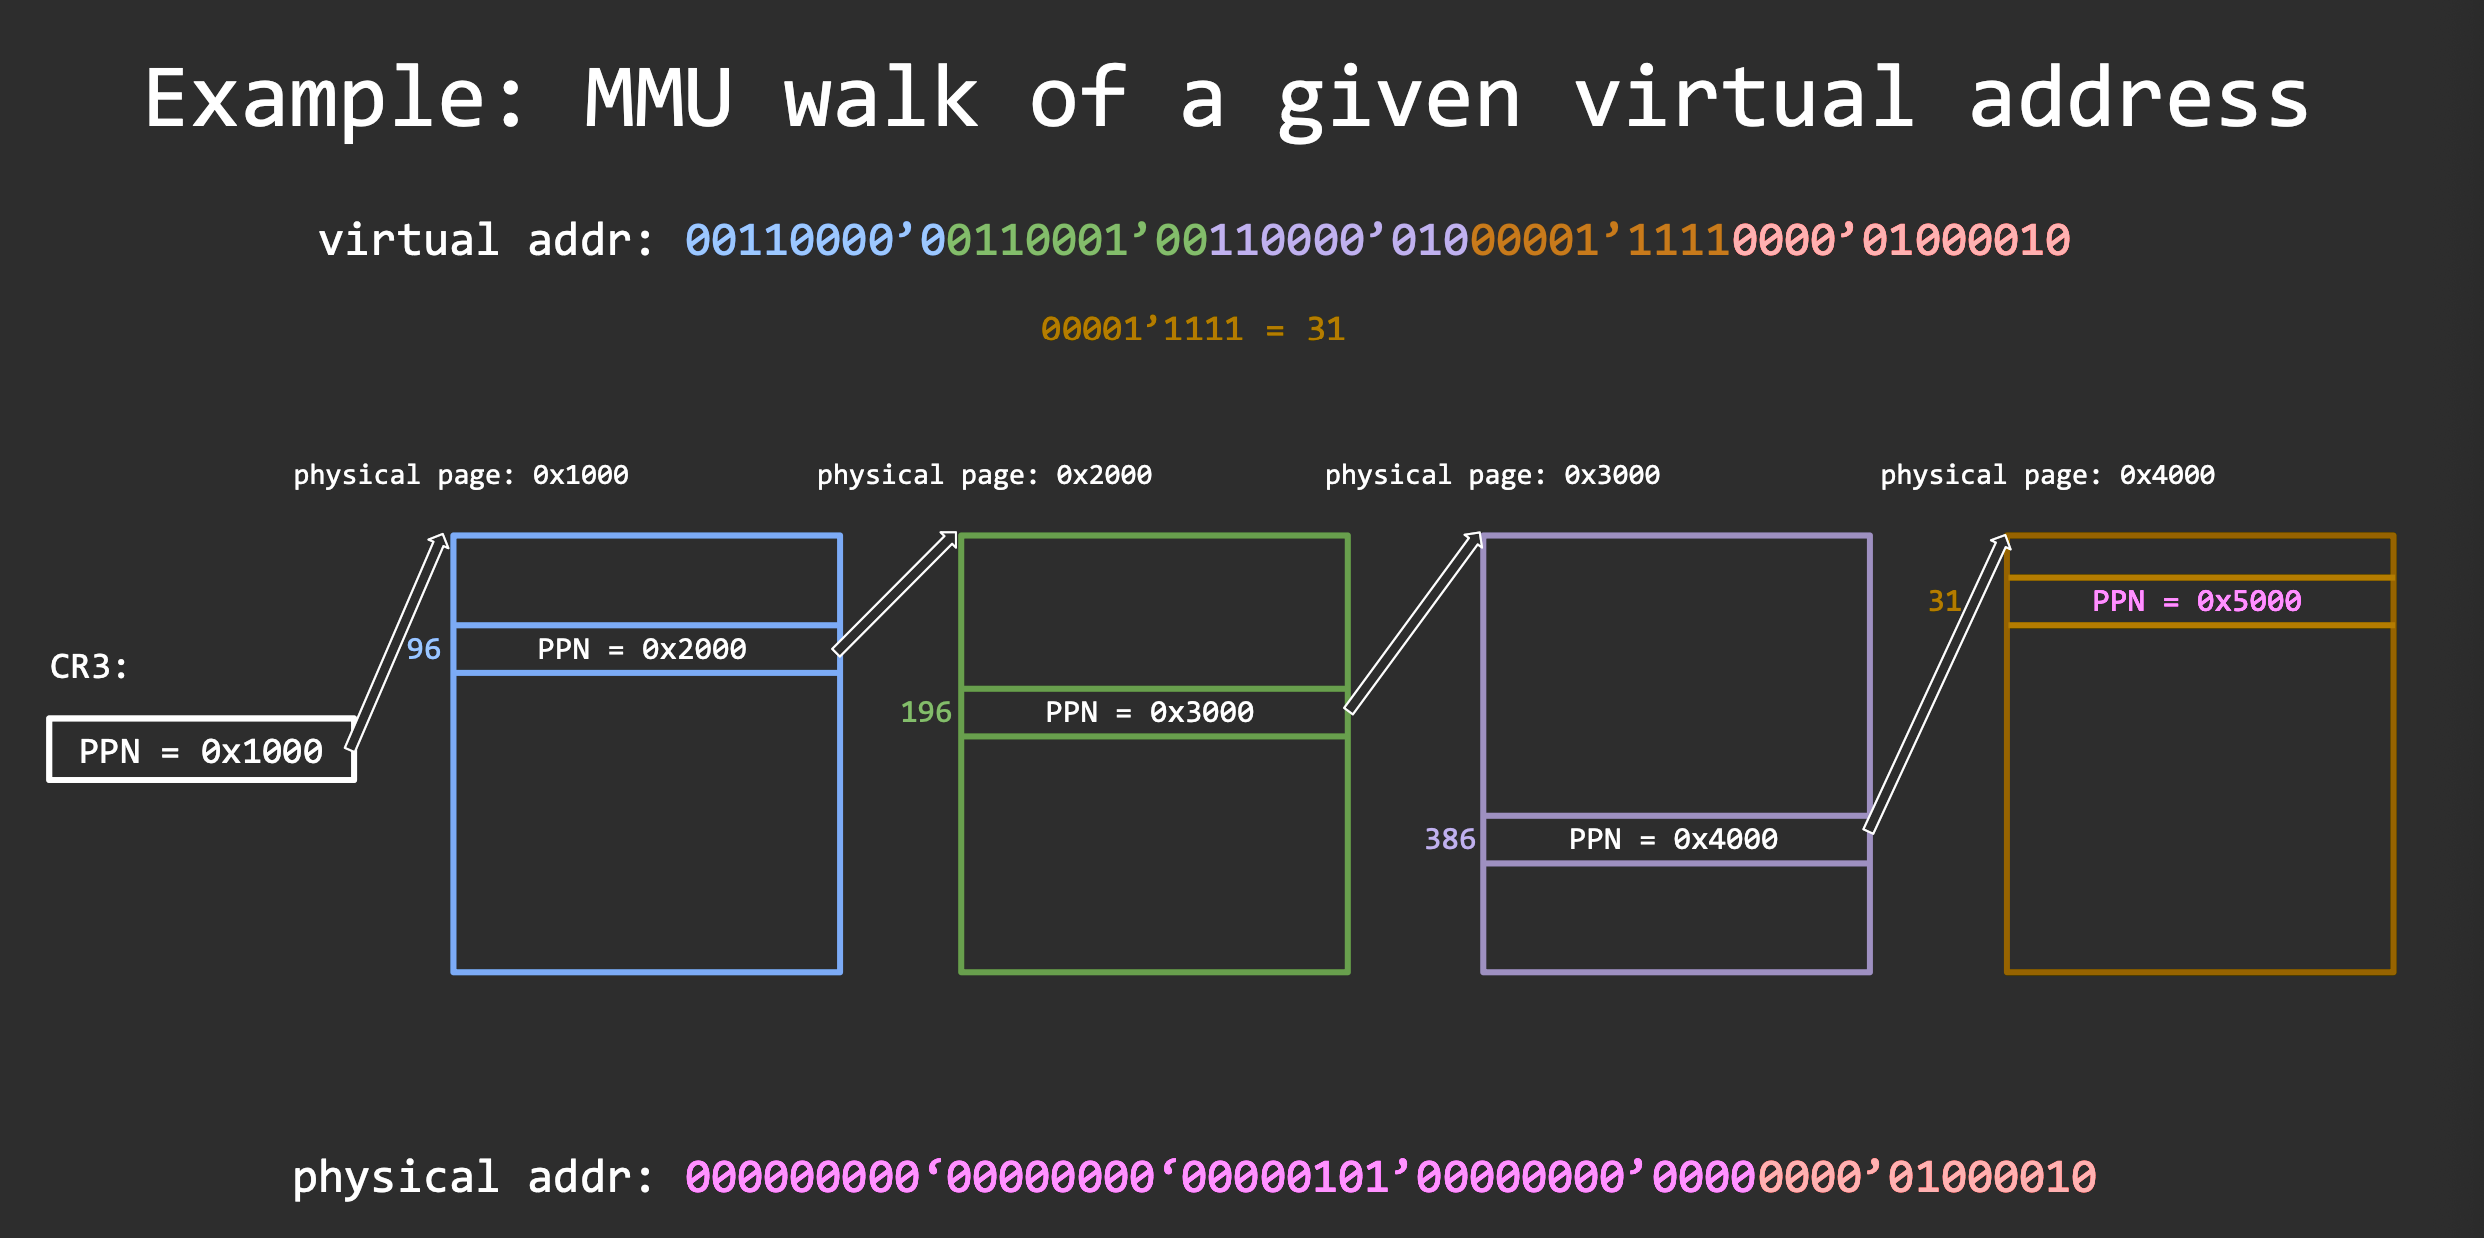 Example: MMU walk of a given virtual address
virtual addr: 00110000’00110001’00110000’01000001’11110000’01000010
00001’1111 = 31
physical page: 0x1000
physical page: 0x2000
physical page: 0x3000
physical page: 0x4000
31
PPN = 0x5000
96
PPN = 0x2000
CR3:
196
PPN = 0x3000
PPN = 0x1000
386
PPN = 0x4000
physical addr: 000000000‘00000000‘00000101’00000000’00000000’01000010